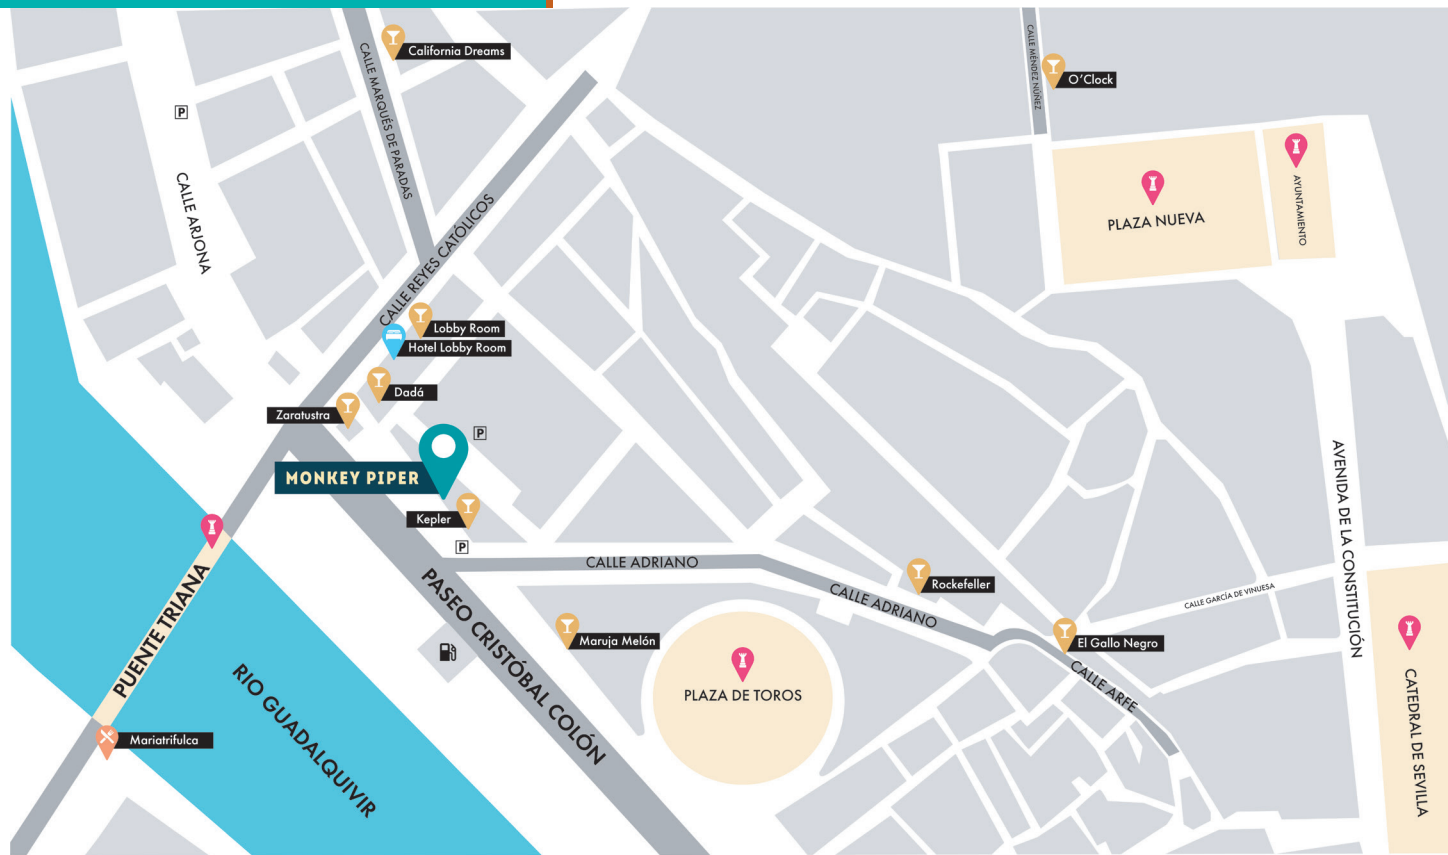 California Dreams
CALLE MARQUÉS DE PARADAS
CALLE MÉNDEZ NÚÑEZ
O'Clock
P
CALLE ARJONA
PLAZA NUEVA
AYUNTAMIENTO
CALLE REYES CATÓLICOS
Lobby Room
Hotel Lobby Room
Dadá
Zaratustra
P
MONKEY PIPER
Kepler
P
CALLE ADRIANO
AVENIDA DE LA CONSTITUCIÓN
Rockefeller
CALLE ADRIANO
CALLE GARCÍA DE VINUESA
PUENTE TRIANA
PASEO CRISTÓBAL COLÓN
Maruja Melón
El Gallo Negro
PLAZA DE TOROS
CALLE ARFE
RIO GUADALQUIVIR
CATEDRAL DE SEVILLA
Mariatrifulca